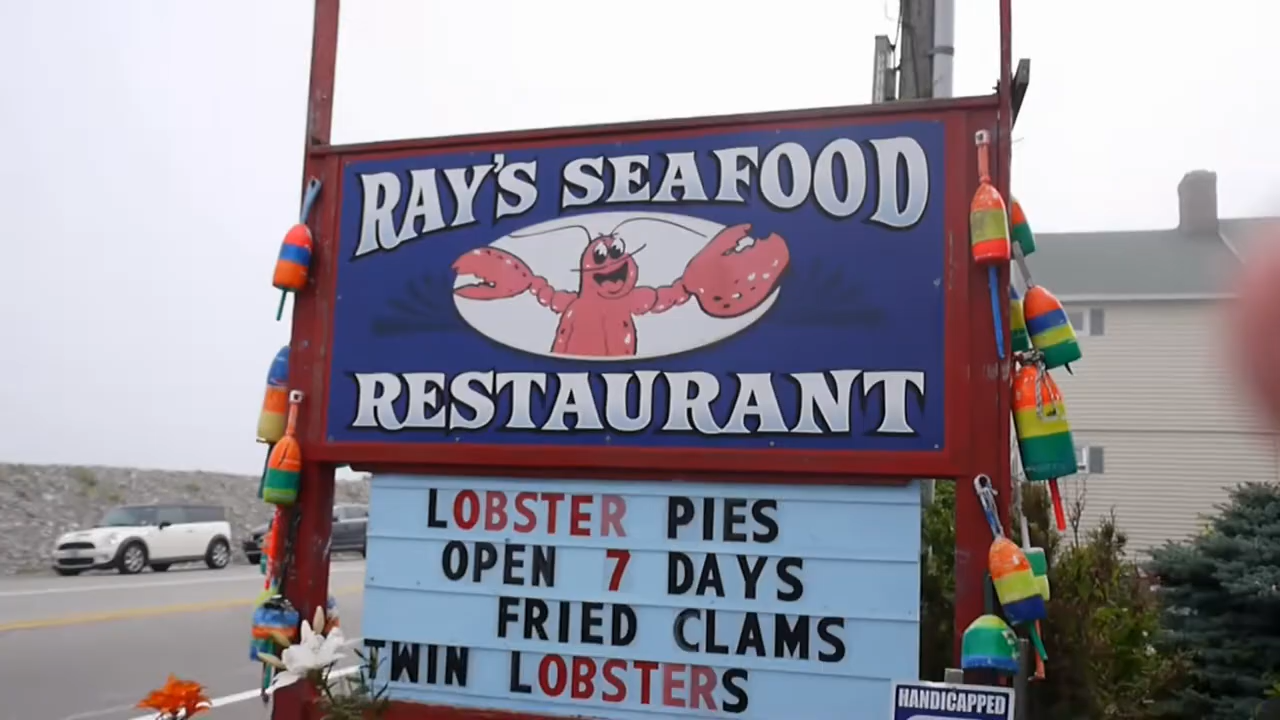 RAY'S SEAFOOD
RESTAURANT
LOBSTER PIES
OPEN 7 DAYS
FRIED CLAMS
TWIN LOBSTERS
HANDICAPPED